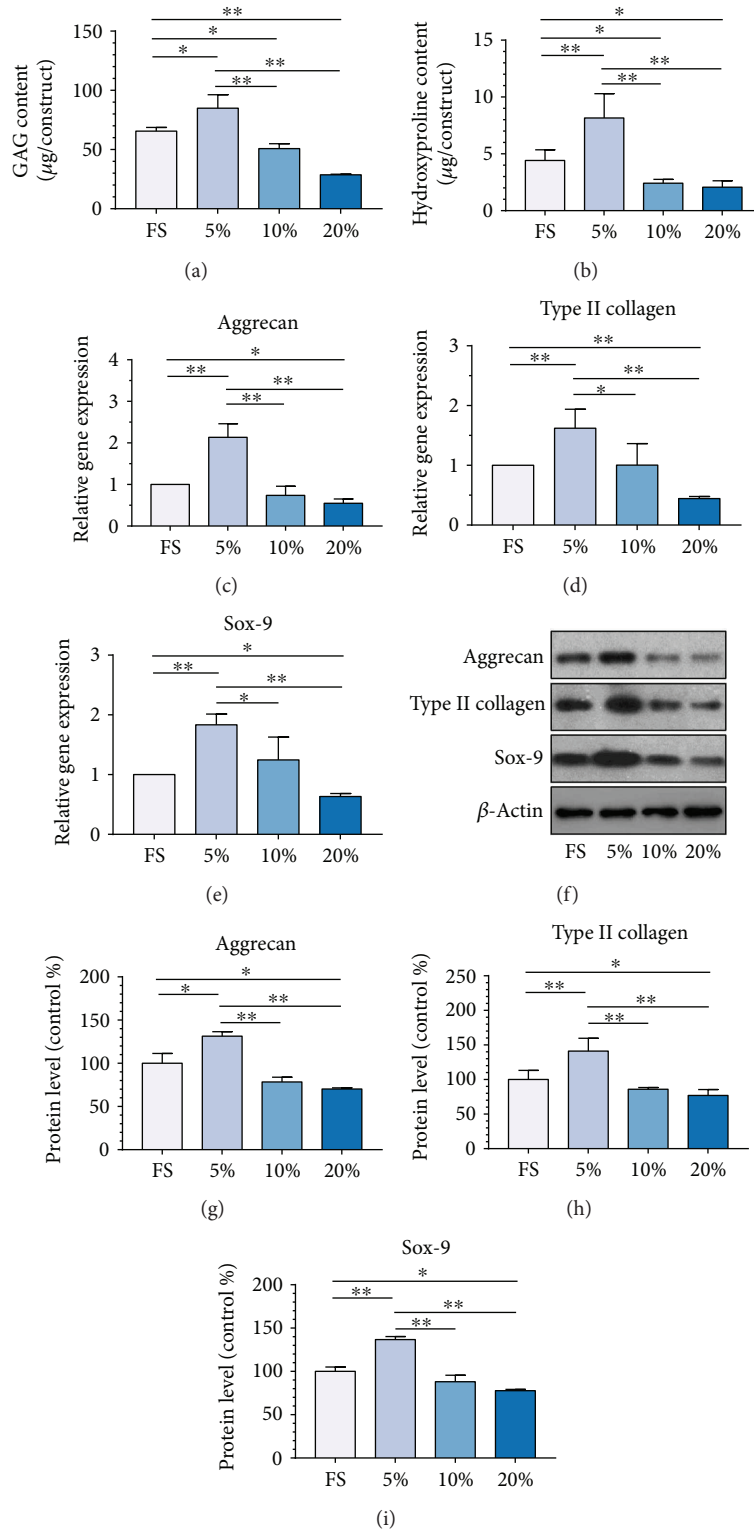 **
*
*
**
**
150
100
50
0
GAG content
(μg/construct)
FS 5% 10% 20%
(a)
*
*
**
**
**
15
10
5
0
Hydroxyproline content
(μg/construct)
FS 5% 10% 20%
(b)
Aggrecan
*
**
**
**
4
3
2
1
0
Relative gene expression
FS 5% 10% 20%
(c)
Type II collagen
**
**
**
*
3
2
1
0
Relative gene expression
FS 5% 10% 20%
(d)
Sox-9
*
**
**
*
3
2
1
0
Relative gene expression
FS 5% 10% 20%
(e)
Aggrecan
Type II collagen
Sox-9
β-Actin
FS 5% 10% 20%
(f)
Aggrecan
*
*
**
**
200
150
100
50
0
Protein level (control %)
FS 5% 10% 20%
(g)
Type II collagen
*
**
**
**
250
200
150
100
50
0
Protein level (control %)
FS 5% 10% 20%
(h)
Sox-9
*
**
**
**
200
150
100
50
0
Protein level (control %)
FS 5% 10% 20%
(i)